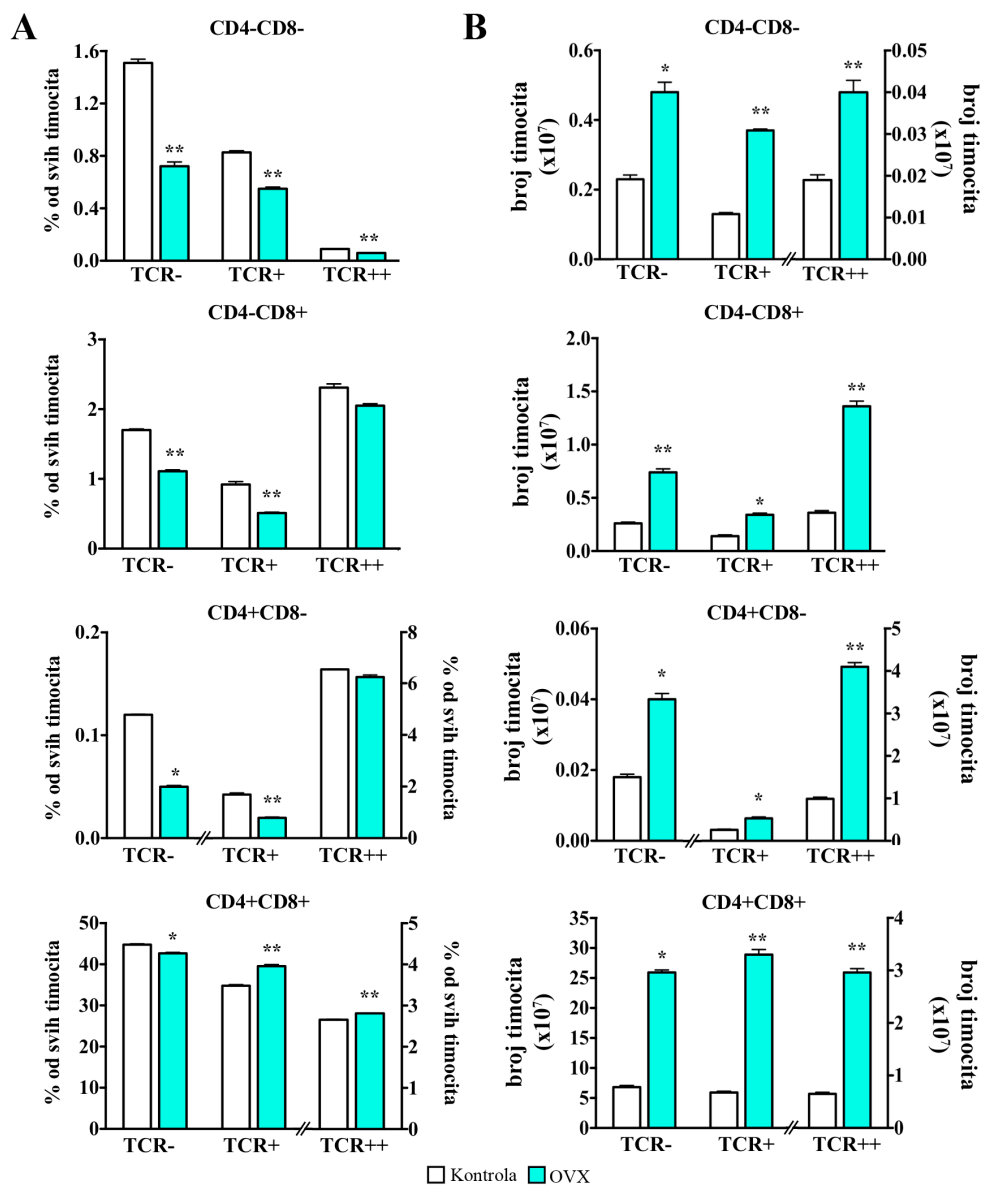 A
CD4-CD8-
% od svih timocita
1.6
1.2
0.8
0.4
0.0
**
**
**
TCR- TCR+ TCR++
CD4-CD8+
% od svih timocita
3
2
1
0
**
**
TCR- TCR+ TCR++
CD4+CD8-
% od svih timocita
0.2
0.1
0.0
*
**
8
6
4
2
0
% od svih timocita
TCR- TCR+ TCR++
CD4+CD8+
% od svih timocita
50
40
30
20
10
0
*
**
**
5
4
3
2
1
0
% od svih timocita
TCR- TCR+ TCR++
B
CD4-CD8-
broj timocita
(x10⁷)
0.6
0.4
0.2
0.0
*
**
**
0.05
0.04
0.03
0.02
0.01
0.00
broj timocita
(x10⁷)
TCR- TCR+ TCR++
CD4-CD8+
broj timocita
(x10⁷)
2.0
1.5
1.0
0.5
0.0
**
*
**
TCR- TCR+ TCR++
CD4+CD8-
broj timocita
(x10⁷)
0.06
0.04
0.02
0.00
*
*
**
5
4
3
2
1
0
broj timocita
(x10⁷)
TCR- TCR+ TCR++
CD4+CD8+
broj timocita
(x10⁷)
35
30
25
20
15
10
5
0
*
**
**
4
3
2
1
0
broj timocita
(x10⁷)
TCR- TCR+ TCR++
Kontrola OVX